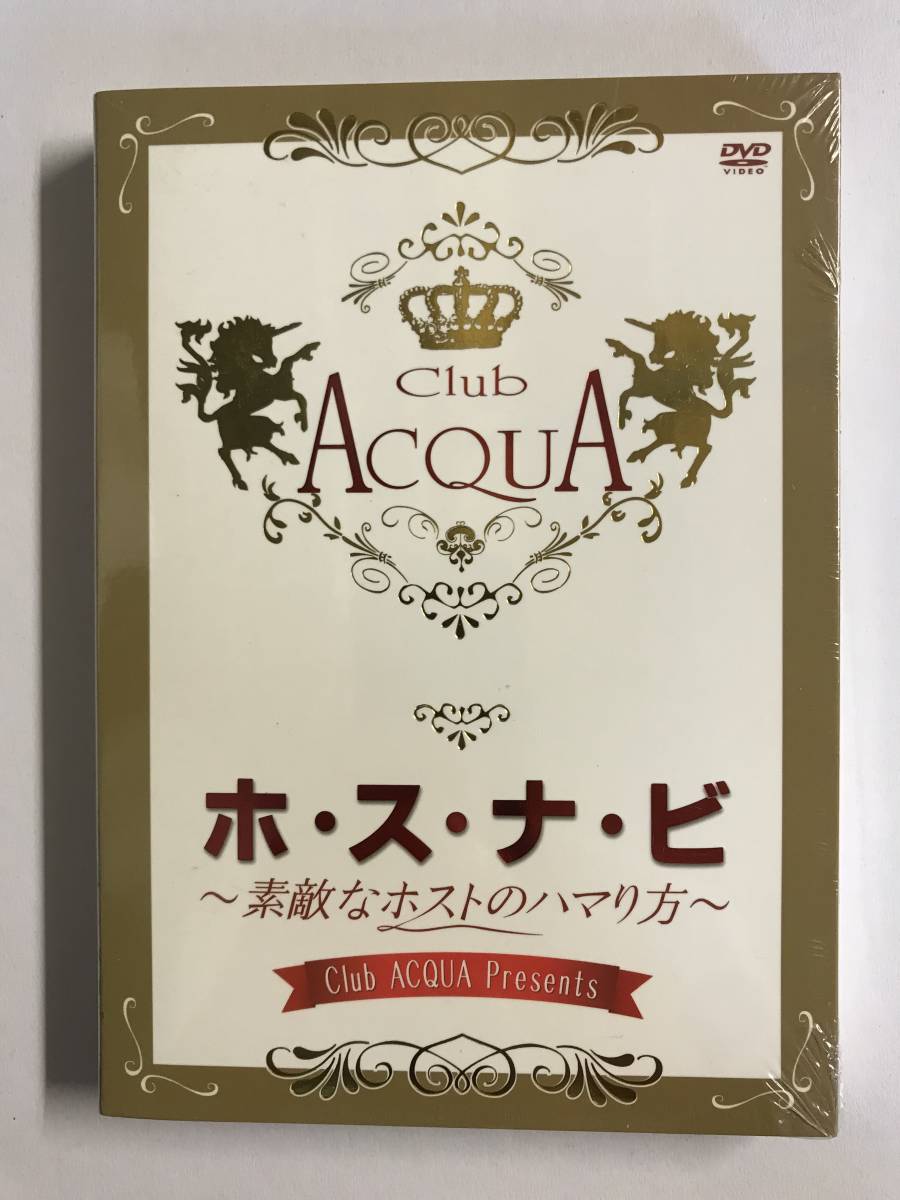 DVD
VIDEO
Club
ACQUA
ホ・ス・ナ・ビ
～素敵なホストのハマり方～
Club ACQUA Presents